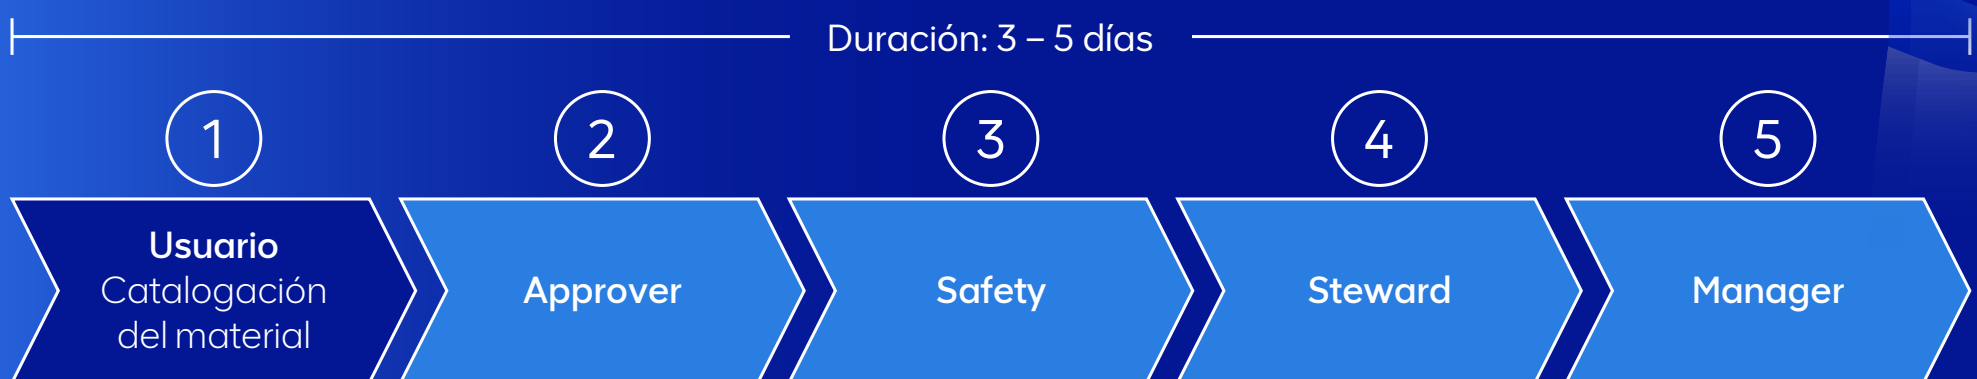 Duración: 3 – 5 días
1
2
3
4
5
Usuario
Catalogación
del material
Approver
Safety
Steward
Manager